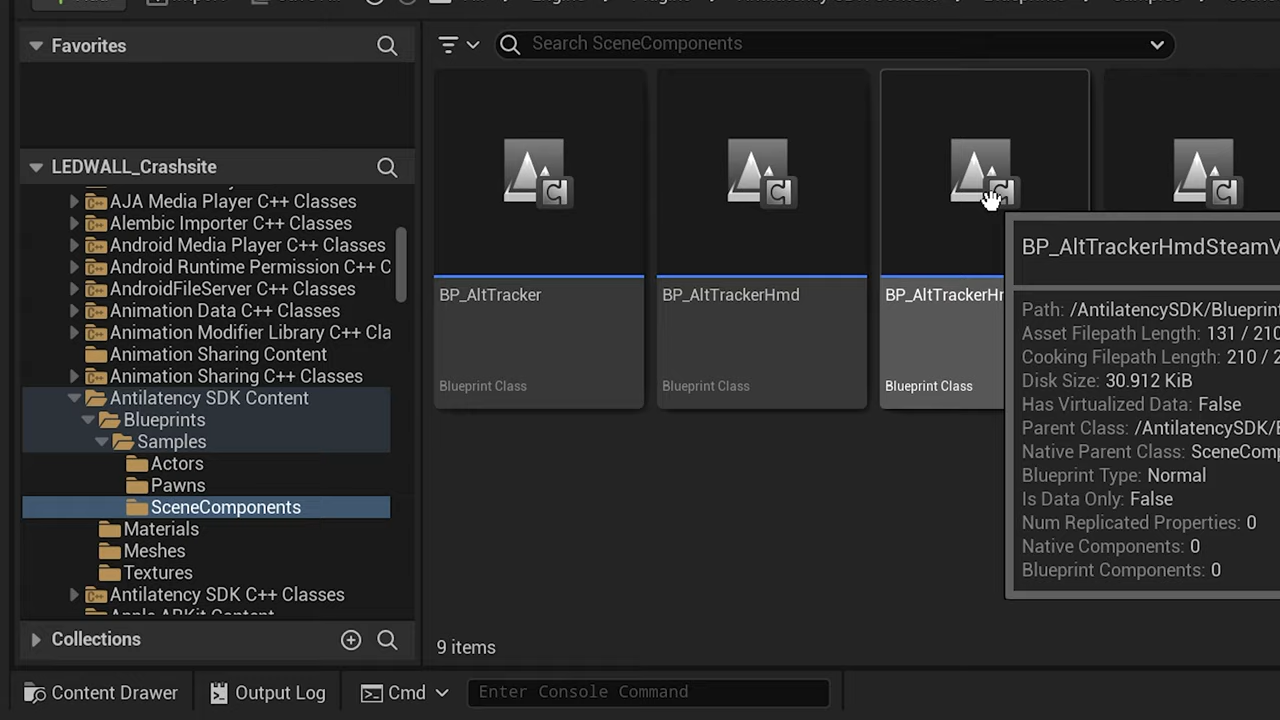 Favorites
Search SceneComponents
LEDWALL_Crashsite
AJA Media Player C++ Classes
Alembic Importer C++ Classes
Android Media Player C++ Classes
Android Runtime Permission C++ C
AndroidFileServer C++ Classes
Animation Data C++ Classes
Animation Modifier Library C++ Cla
Animation Sharing Content
Animation Sharing C++ Classes
Antilatency SDK Content
Blueprints
Samples
Actors
Pawns
SceneComponents
Materials
Meshes
Textures
Antilatency SDK C++ Classes
Collections
BP_AltTracker
Blueprint Class
BP_AltTrackerHmd
Blueprint Class
BP_AltTrackerHm
Blueprint Class
BP_AltTrackerHmdSteamV
Path: /AntilatencySDK/Blueprint
Asset Filepath Length: 131 / 210
Cooking Filepath Length: 210 / 2
Disk Size: 30.912 KiB
Has Virtualized Data: False
Parent Class: /AntilatencySDK/B
Native Parent Class: SceneComp
Blueprint Type: Normal
Is Data Only: False
Num Replicated Properties: 0
Native Components: 0
Blueprint Components: 0
9 items
Content Drawer
Output Log
Cmd
Enter Console Command